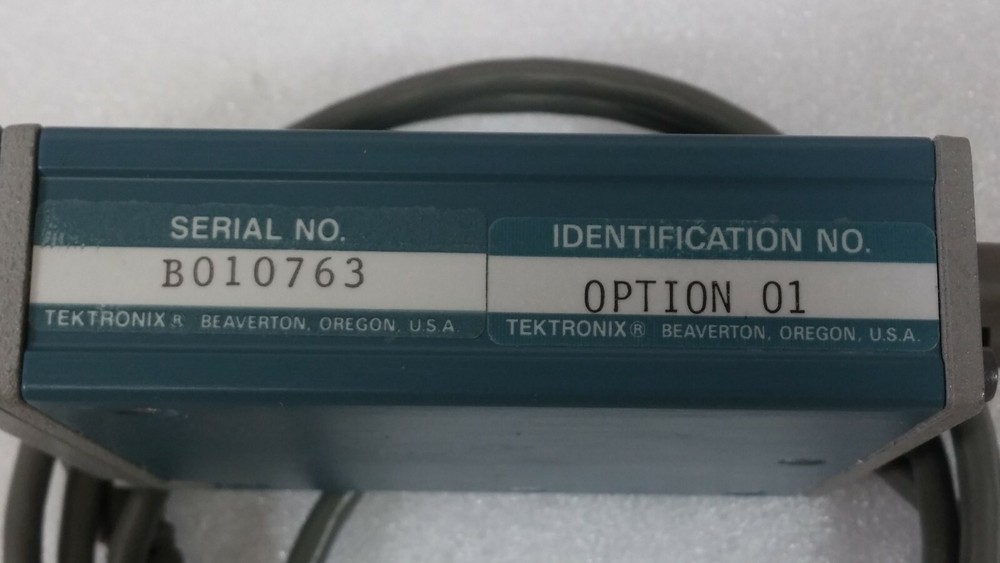 SERIAL NO.
B010763
TEKTRONIX® BEAVERTON, OREGON, U.S.A.
IDENTIFICATION NO.
OPTION 01
TEKTRONIX® BEAVERTON, OREGON, U.S.A.